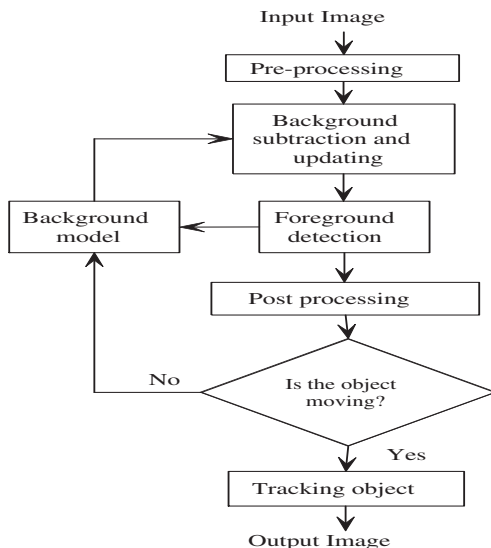 Input Image
Pre-processing
Background
subtraction and
updating
Background
model
Foreground
detection
Post processing
No
Is the object
moving?
Yes
Tracking object
Output Image